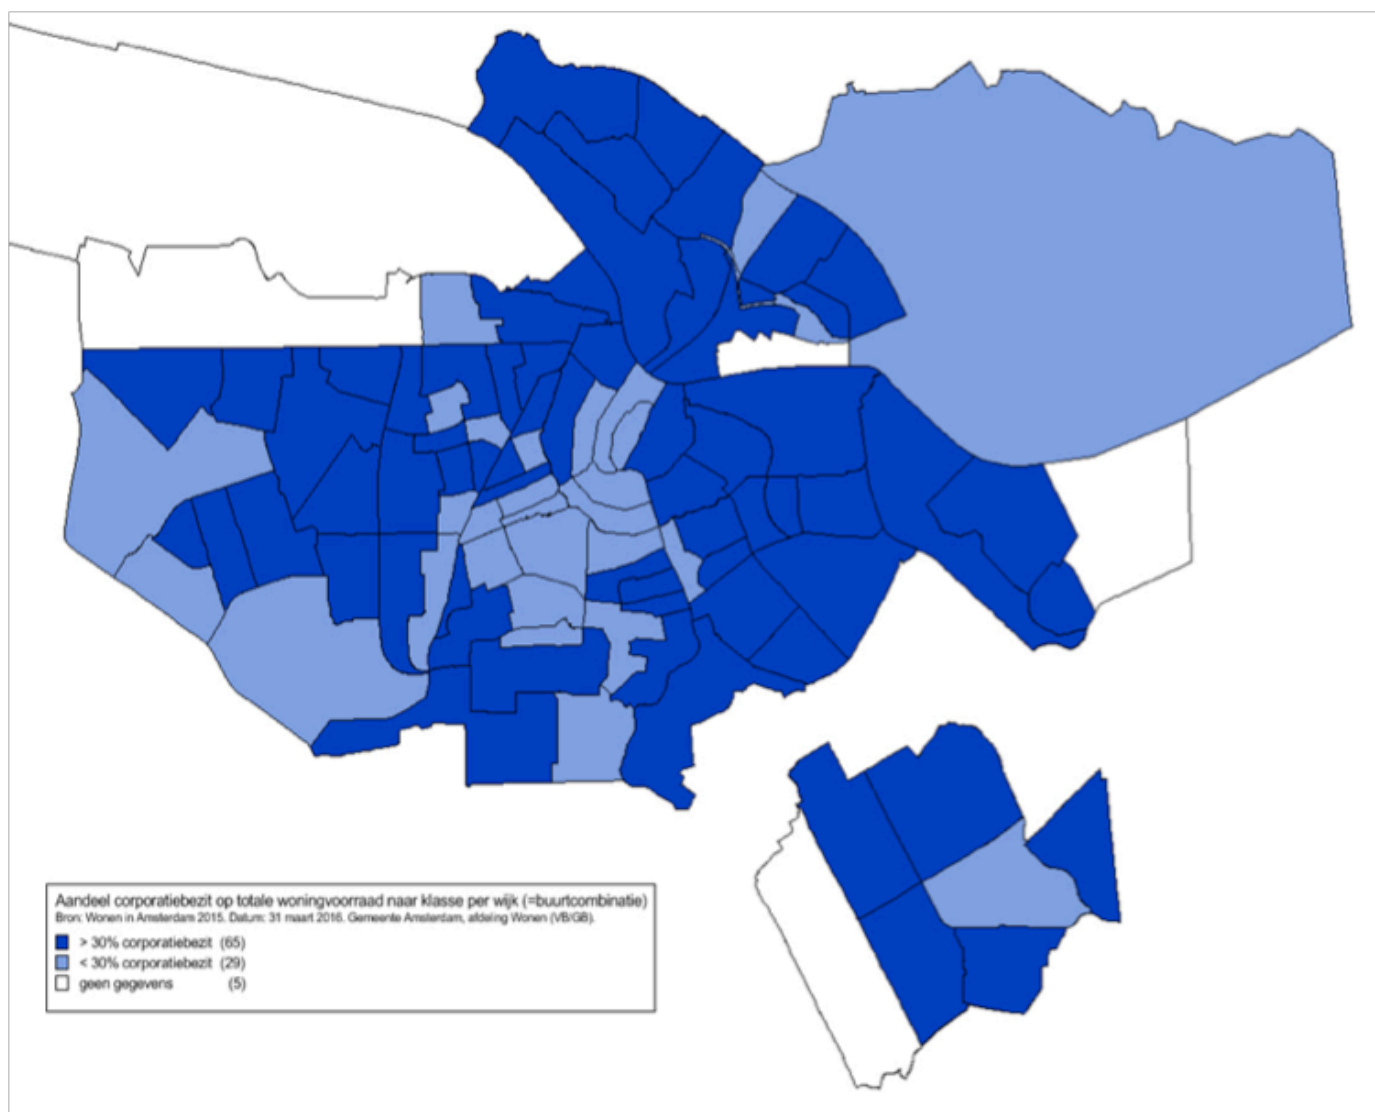 Aandeel corporatiebezit op totale woningvoorraad naar klasse per wijk (=buurtcombinatie)
Bron: Wonen in Amsterdam 2015. Datum: 31 maart 2016. Gemeente Amsterdam, afdeling Wonen (VB/GB).
> 30% corporatiebezit (65)
< 30% corporatiebezit (29)
geen gegevens (5)